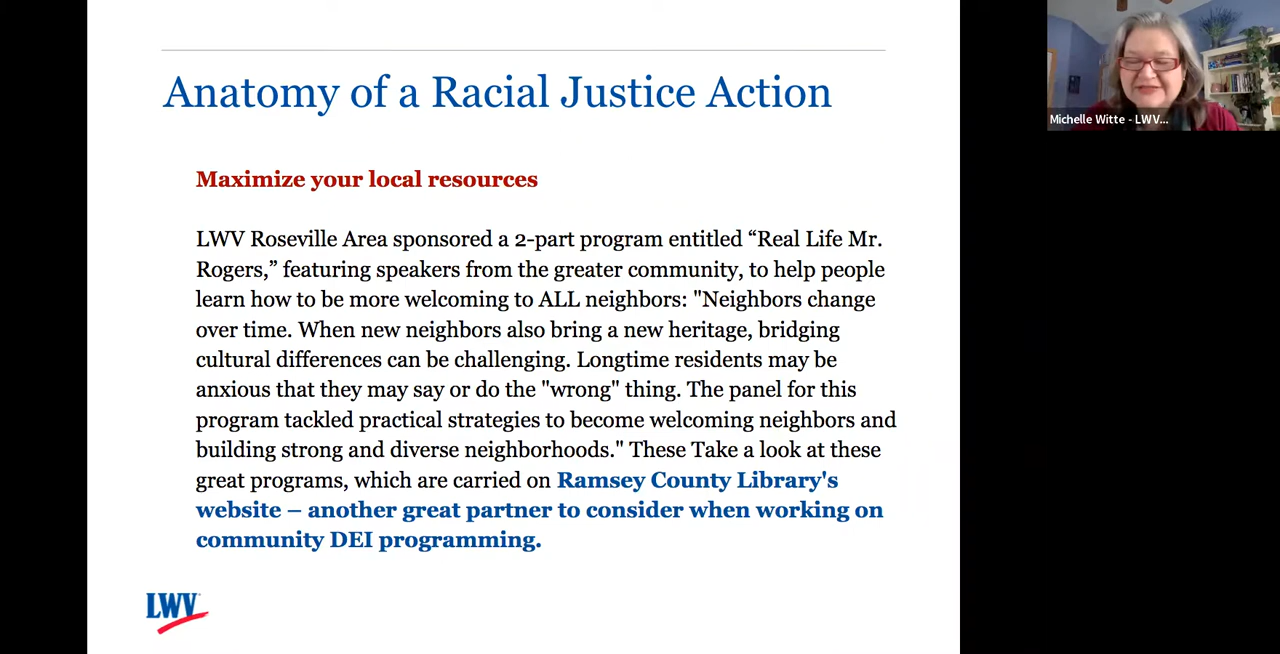 Anatomy of a Racial Justice Action
Maximize your local resources
LWV Roseville Area sponsored a 2-part program entitled “Real Life Mr.
Rogers,” featuring speakers from the greater community, to help people
learn how to be more welcoming to ALL neighbors: "Neighbors change
over time. When new neighbors also bring a new heritage, bridging
cultural differences can be challenging. Longtime residents may be
anxious that they may say or do the "wrong" thing. The panel for this
program tackled practical strategies to become welcoming neighbors and
building strong and diverse neighborhoods." These Take a look at these
great programs, which are carried on Ramsey County Library's
website – another great partner to consider when working on
community DEI programming.
LWV
Michelle Witte - LWV...